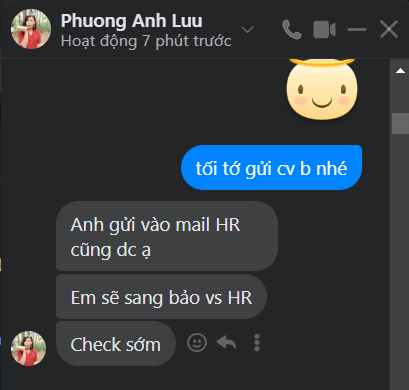 Phuong Anh Luu
Hoạt động 7 phút trước
tối tớ gửi cv b nhé
Anh gửi vào mail HR
cũng dc ạ
Em sẽ sang bảo vs HR
Check sớm